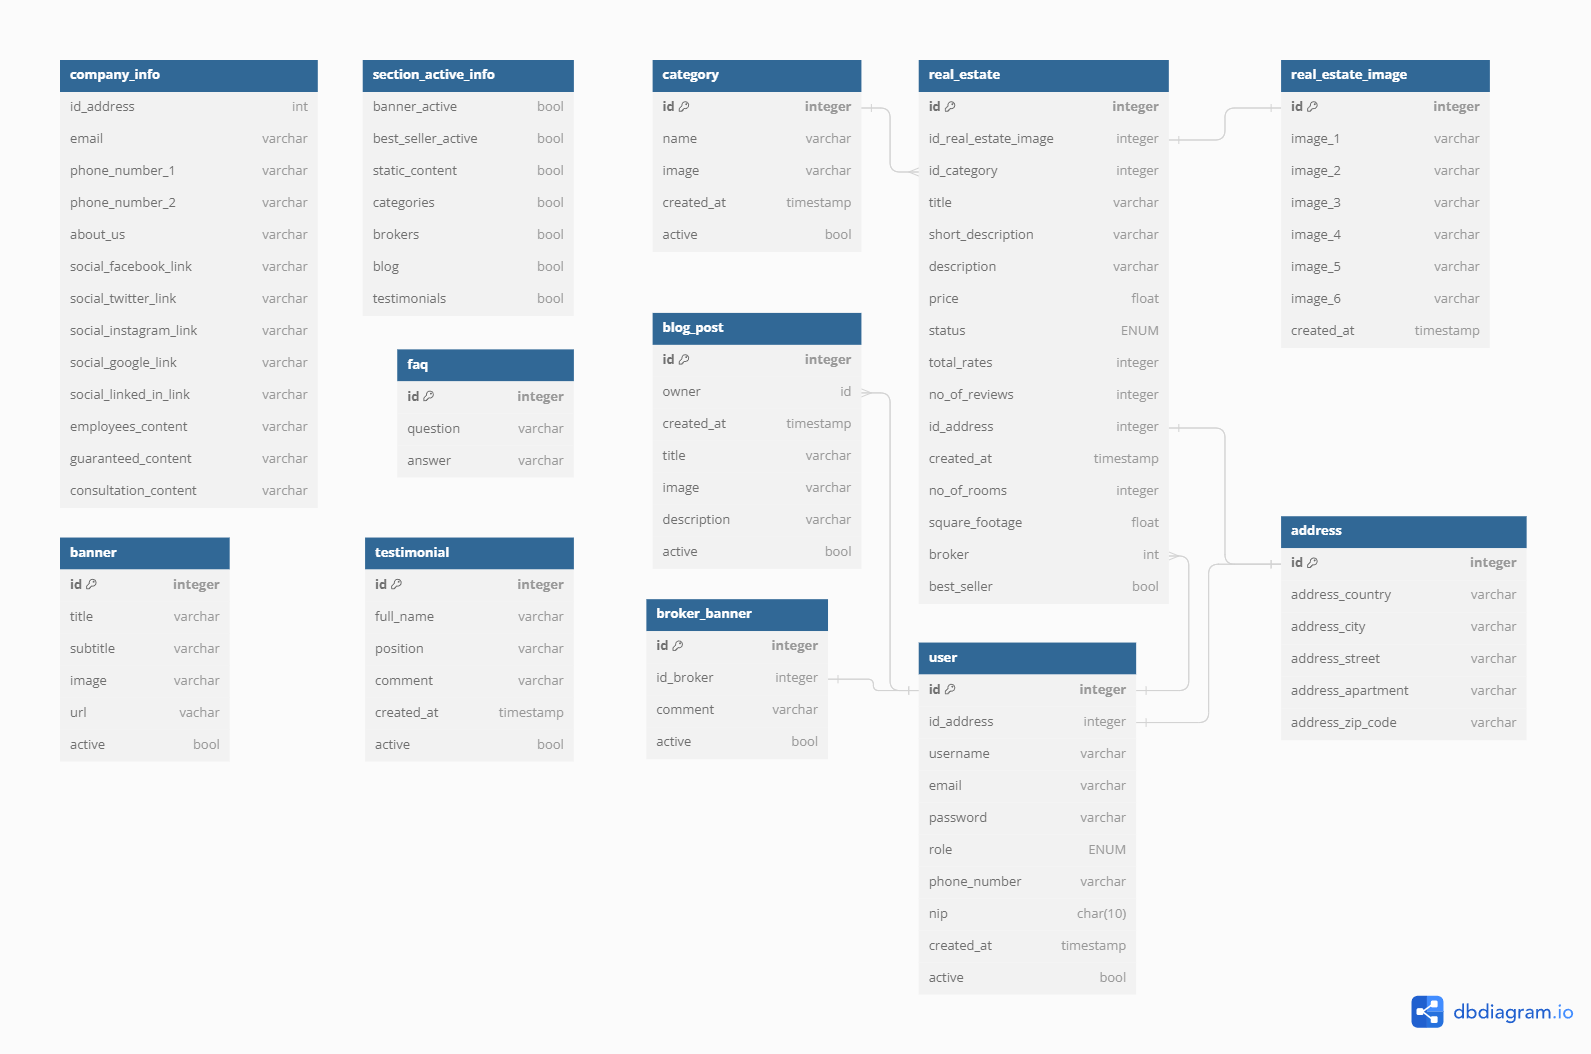 company_info
id_address int
email varchar
phone_number_1 varchar
phone_number_2 varchar
about_us varchar
social_facebook_link varchar
social_twitter_link varchar
social_instagram_link varchar
social_google_link varchar
social_linked_in_link varchar
employees_content varchar
guaranteed_content varchar
consultation_content varchar
section_active_info
banner_active bool
best_seller_active bool
static_content bool
categories bool
brokers bool
blog bool
testimonials bool
faq
id integer
question varchar
answer varchar
banner
id integer
title varchar
subtitle varchar
image varchar
url vachar
active bool
testimonial
id integer
full_name varchar
position varchar
comment varchar
created_at timestamp
active bool
category
id integer
name varchar
image varchar
created_at timestamp
active bool
blog_post
id integer
owner id
created_at timestamp
title varchar
image varchar
description varchar
active bool
broker_banner
id integer
id_broker integer
comment varchar
active bool
real_estate
id integer
id_real_estate_image integer
id_category integer
title varchar
short_description varchar
description varchar
price float
status ENUM
total_rates integer
no_of_reviews integer
id_address integer
created_at timestamp
no_of_rooms integer
square_footage float
broker int
best_seller bool
user
id integer
id_address integer
username varchar
email varchar
password varchar
role ENUM
phone_number varchar
nip char(10)
created_at timestamp
active bool
real_estate_image
id integer
image_1 varchar
image_2 varchar
image_3 varchar
image_4 varchar
image_5 varchar
image_6 varchar
created_at timestamp
address
id integer
address_country varchar
address_city varchar
address_street varchar
address_apartment varchar
address_zip_code varchar
dbdiagram.io